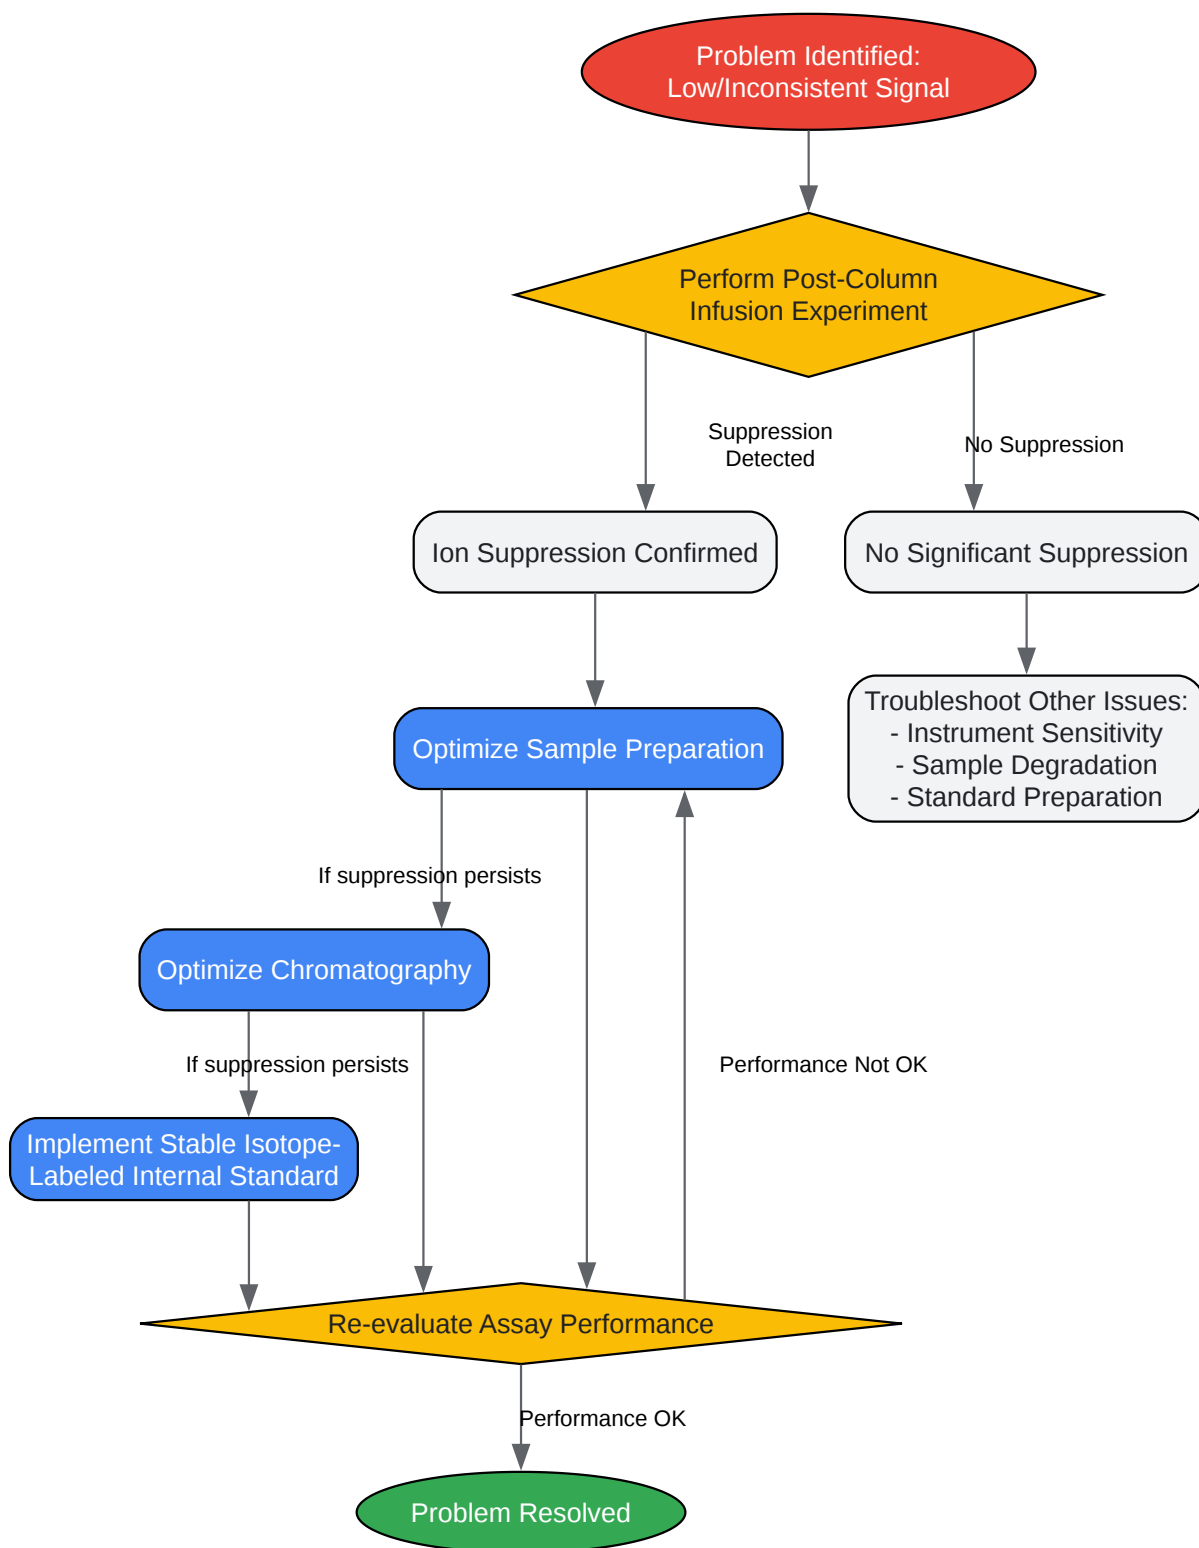 Problem Identified:
Low/Inconsistent Signal
Perform Post-Column
Infusion Experiment
Suppression
Detected
No Suppression
Ion Suppression Confirmed
No Significant Suppression
Optimize Sample Preparation
Troubleshoot Other Issues:
- Instrument Sensitivity
- Sample Degradation
- Standard Preparation
If suppression persists
Optimize Chromatography
If suppression persists
Performance Not OK
Implement Stable Isotope-
Labeled Internal Standard
Re-evaluate Assay Performance
Performance OK
Problem Resolved